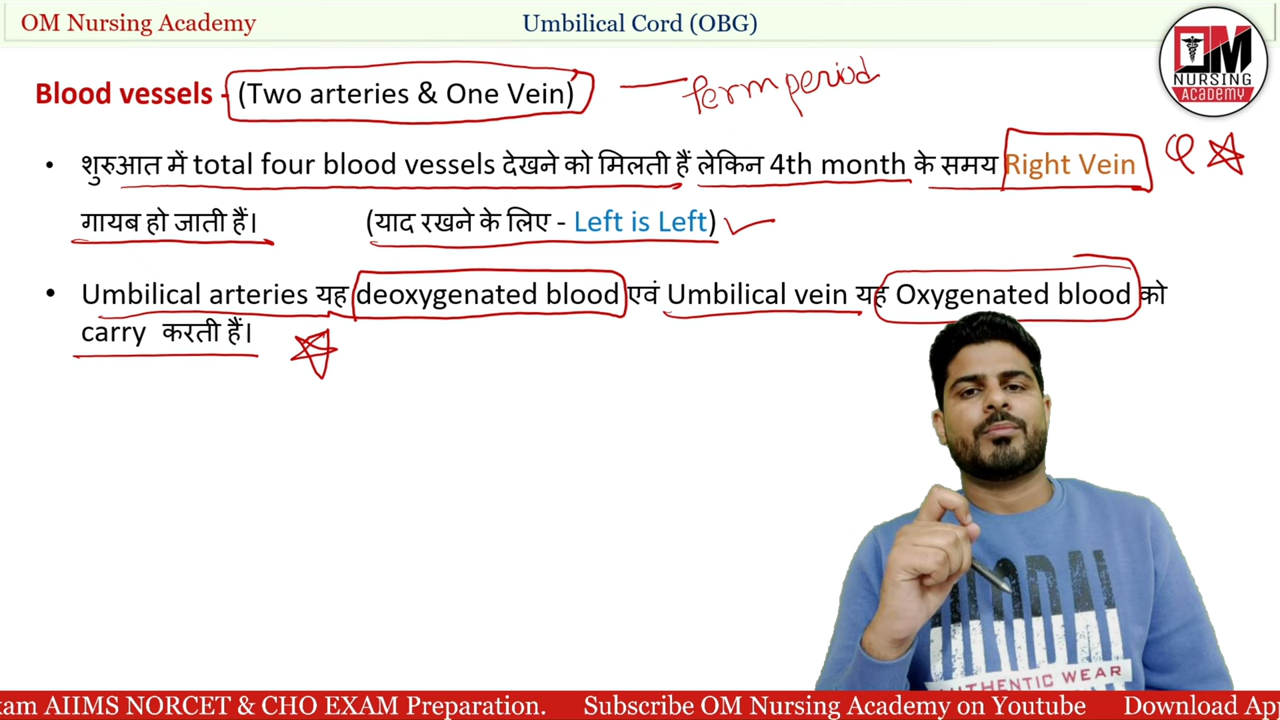 OM Nursing Academy
Umbilical Cord (OBG)
OM
NURSING
ACADEMY
Blood vessels - (Two arteries & One Vein) — Term period
• शुरुआत में total four blood vessels देखने को मिलती हैं लेकिन 4th month के समय Right Vein Q
गायब हो जाती हैं। (याद रखने के लिए - Left is Left)
• Umbilical arteries यह deoxygenated blood एवं Umbilical vein यह Oxygenated blood को
carry करती हैं।
AUTHENTIC WEAR
xam AIIMS NORCET & CHO EXAM Preparation. Subscribe OM Nursing Academy on Youtube Download Ap